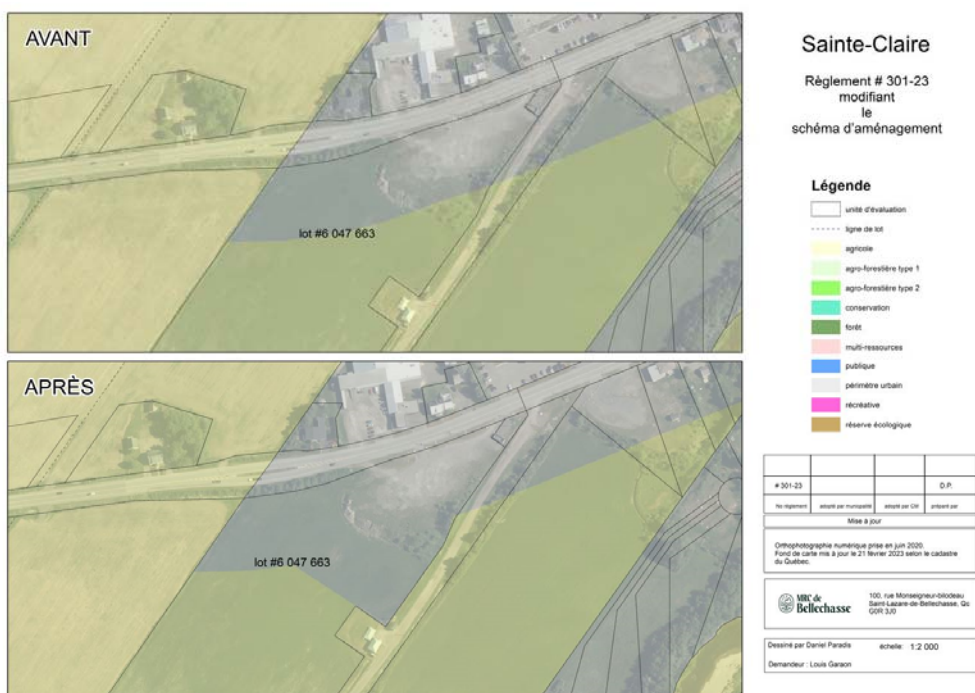 AVANT
lot #6 047 663
APRÈS
lot #6 047 663
Sainte-Claire
Règlement # 301-23
modifiant
le
schéma d'aménagement
Légende
unité d'évaluation
ligne de lot
agricole
agro-forestière type 1
agro-forestière type 2
conservation
forêt
multi-ressources
publique
périmètre urbain
récréative
réserve écologique
# 301-23 D.P.
No règlement adopté par municipalité adopté par CM préparé par
Mise à jour
Orthophotographie numérique prise en juin 2020.
Fond de carte mis à jour le 21 février 2023 selon le cadastre
du Québec.
MRC de
Bellechasse
100, rue Monseigneur-bilodeau
Saint-Lazare-de-Bellechasse, Qc
G0R 3J0
Dessiné par Daniel Paradis échelle: 1:2 000
Demandeur : Louis Garaon